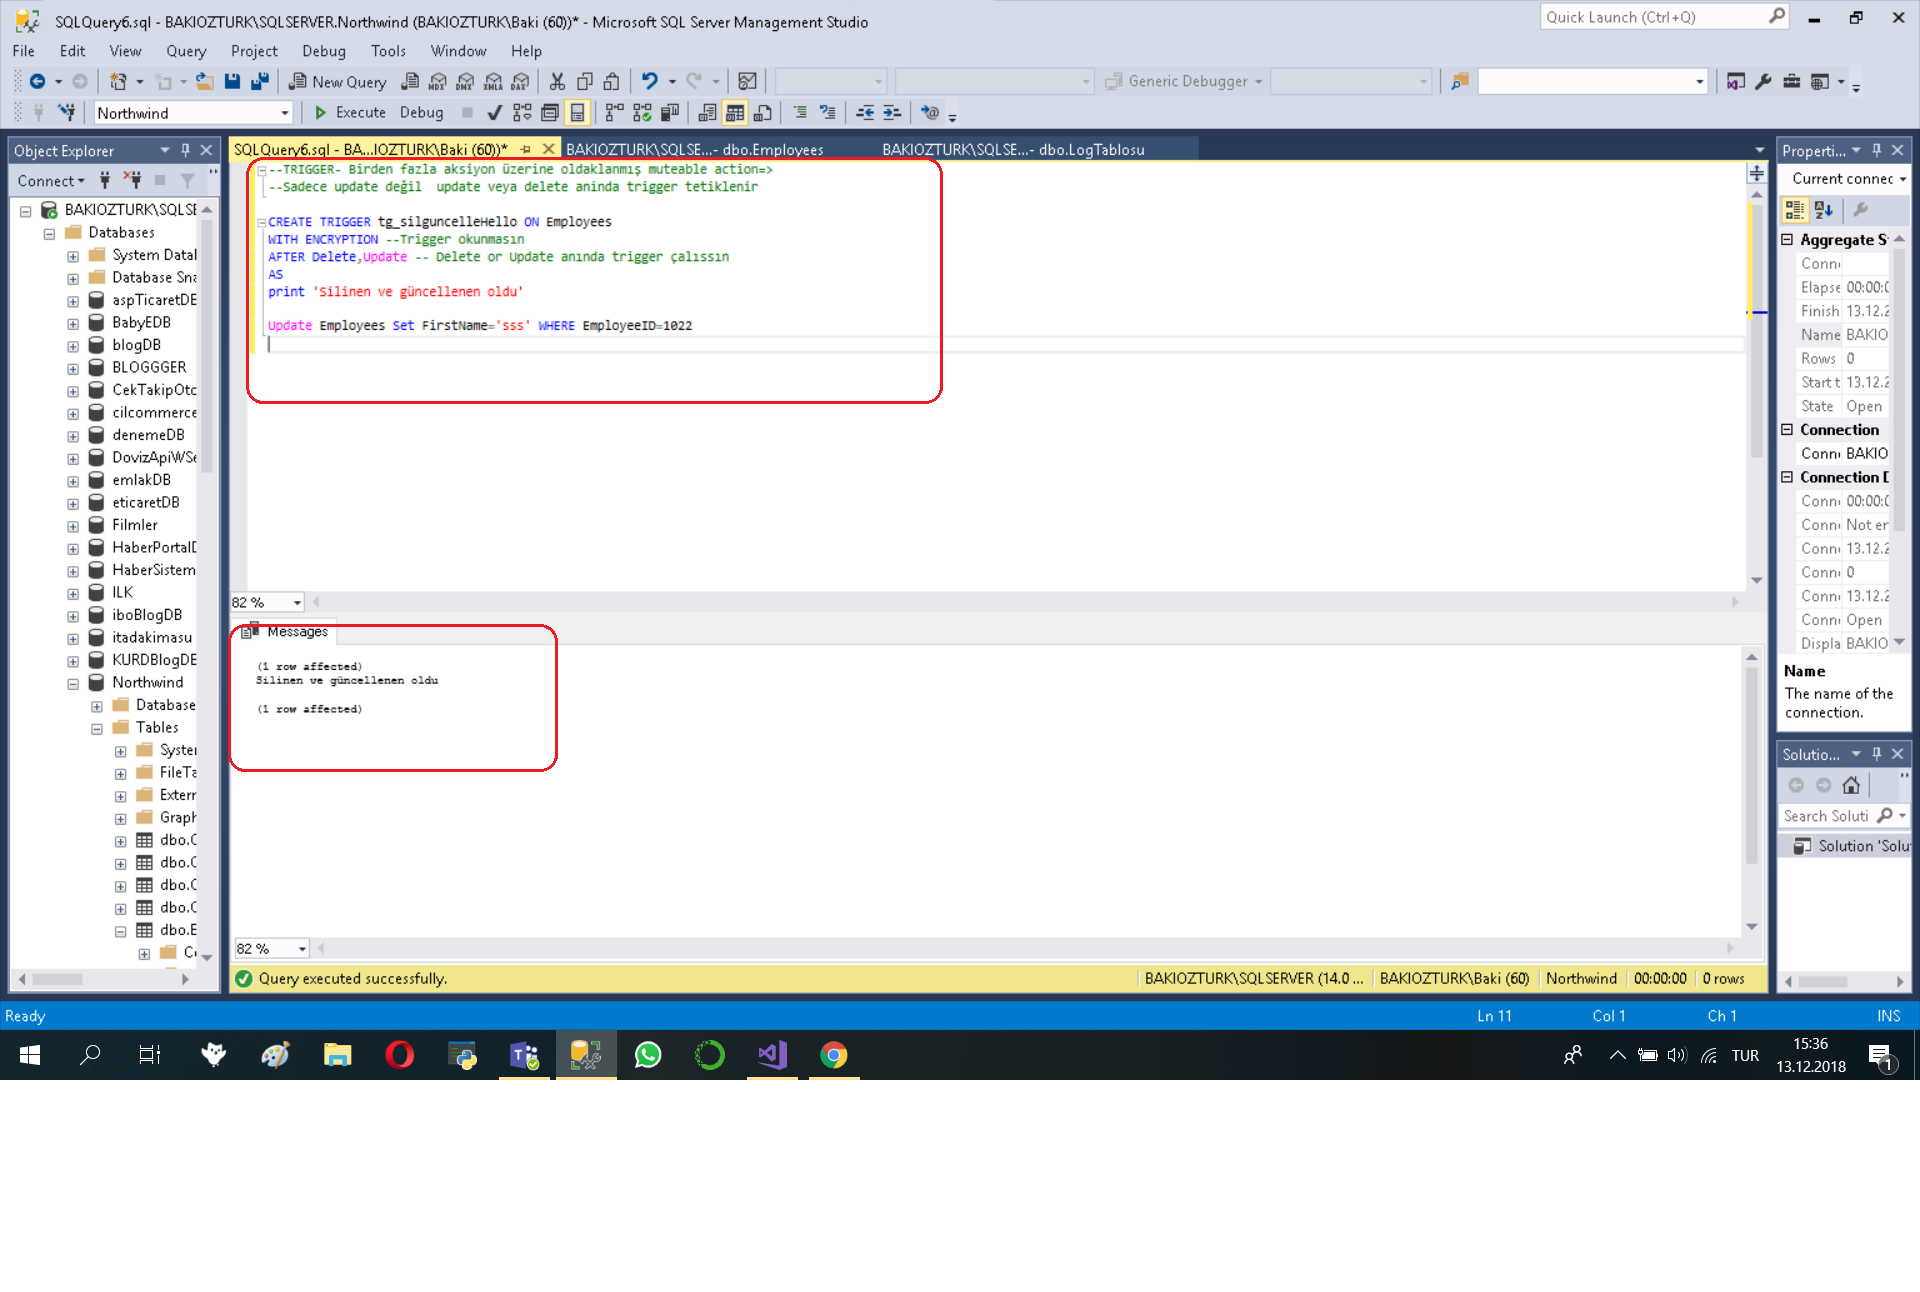 SQLQuery6.sql - BAKIOZTURK\SQLSERVER.Northwind (BAKIOZTURK\Baki (60))* - Microsoft SQL Server Management Studio
Quick Launch (Ctrl+Q)
File Edit View Query Project Debug Tools Window Help
New Query
MDX DMX XMLA DAX
Generic Debugger
Northwind
Execute Debug
Object Explorer
Connect
BAKIOZTURK\SQLSE
Databases
System Datal
Database Sna
aspTicaretDE
BabyEDB
blogDB
BLOGGGER
CekTakipOto
cilcommerce
denemeDB
DovizApiWSe
emlakDB
eticaretDB
Filmler
HaberPortalD
HaberSistem
ILK
iboBlogDB
itadakimasu
KURDBlogDE
Northwind
Database
Tables
Syster
FileTa
Extern
Graph
dbo.C
dbo.C
dbo.C
dbo.C
dbo.E
Co
SQLQuery6.sql - BA...IOZTURK\Baki (60))*
BAKIOZTURK\SQLSE...- dbo.Employees
BAKIOZTURK\SQLSE...- dbo.LogTablosu
--TRIGGER- Birden fazla aksiyon üzerine oldaklanmış muteable action=>
--Sadece update değil  update veya delete aninda trigger tetiklenir
CREATE TRIGGER tg_silguncelleHello ON Employees
WITH ENCRYPTION --Trigger okunmasın
AFTER Delete,Update -- Delete or Update anında trigger çalıssın
AS
print 'Silinen ve güncellenen oldu'
Update Employees Set FirstName='sss' WHERE EmployeeID=1022
82 %
Messages
(1 row affected)
Silinen ve güncellenen oldu
(1 row affected)
82 %
Query executed successfully.
BAKIOZTURK\SQLSERVER (14.0 ... BAKIOZTURK\Baki (60) Northwind 00:00:00 0 rows
Properti...
Current connec
Aggregate S
Conn
Elapse 00:00:0
Finish 13.12.2
Name BAKIO
Rows 0
Start t 13.12.2
State Open
Connection
Conn BAKIO
Connection D
Conn 00:00:0
Conn Not er
Conn 13.12.2
Conn 0
Conn 13.12.2
Conn Open
Displa BAKIO
Name
The name of the
connection.
Solutio...
Search Soluti
Solution 'Solu
Ready
Ln 11 Col 1 Ch 1 INS
TUR
15:36
13.12.2018
1